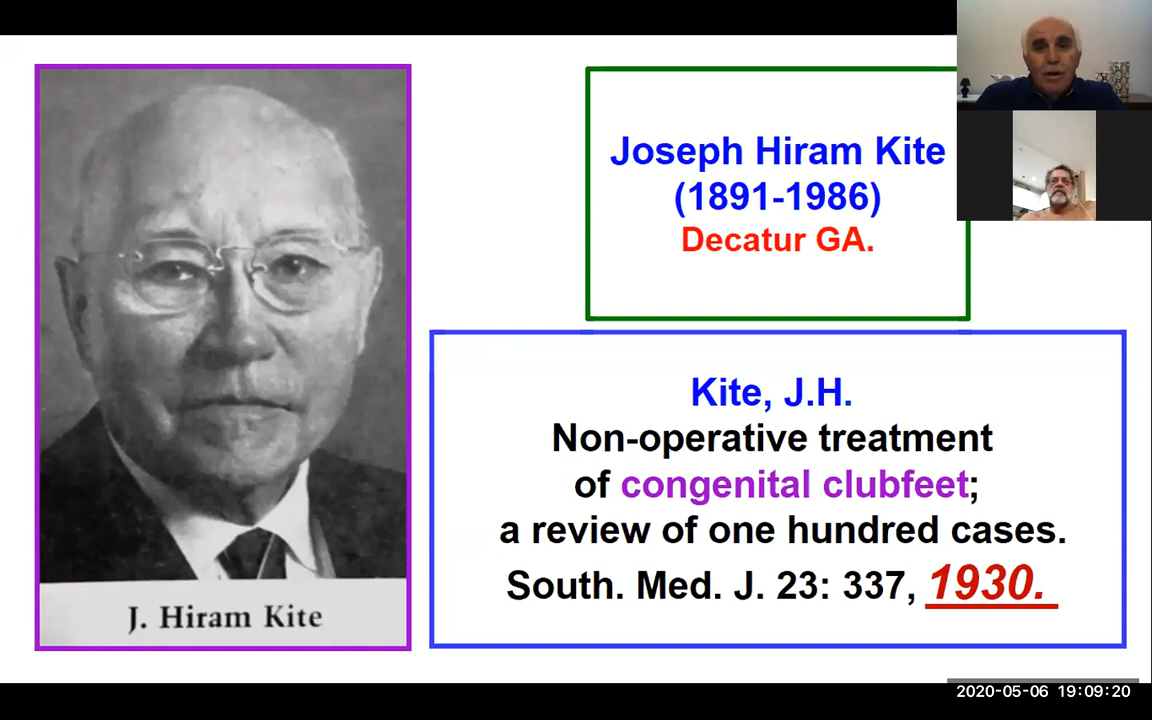 J. Hiram Kite
Joseph Hiram Kite
(1891-1986)
Decatur GA.
Kite, J.H.
Non-operative treatment
of congenital clubfeet;
a review of one hundred cases.
South. Med. J. 23: 337, 1930.
2020-05-06 19:09:20